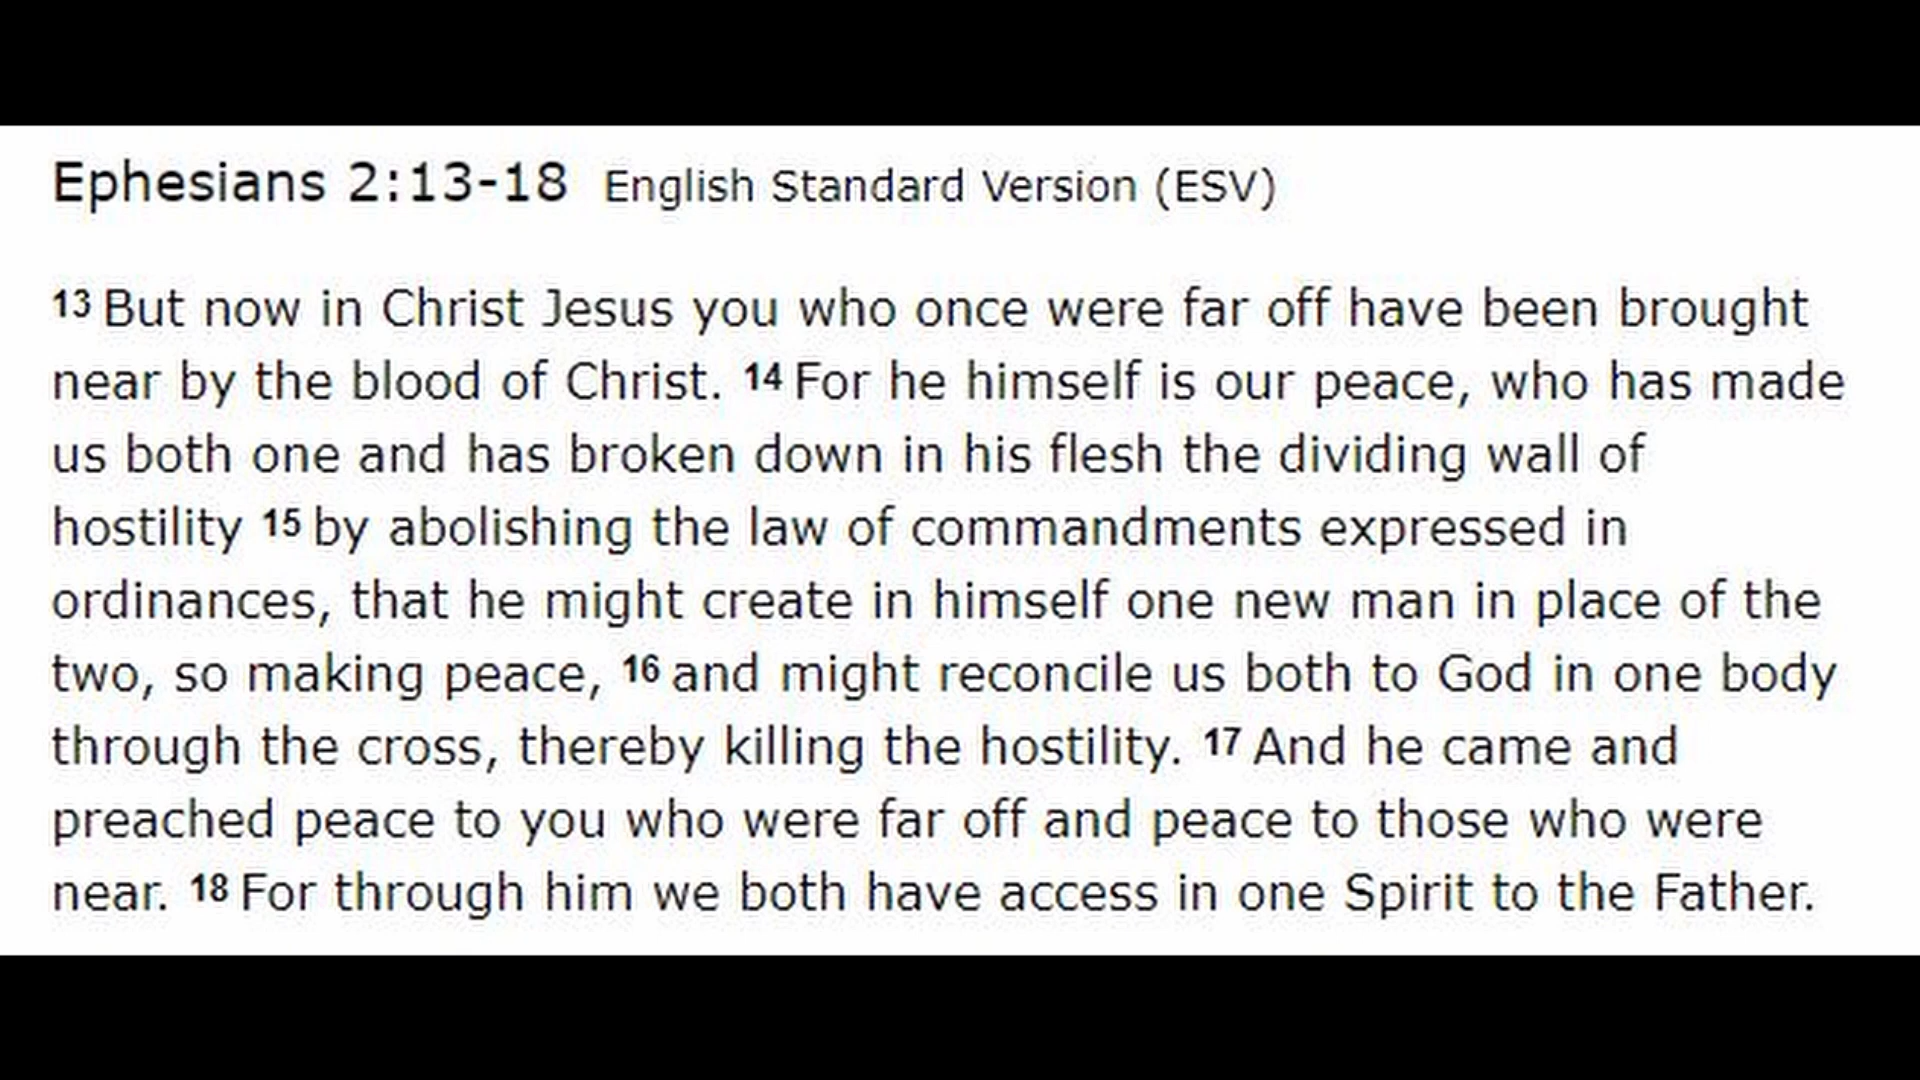 Ephesians 2:13-18 English Standard Version (ESV)
13 But now in Christ Jesus you who once were far off have been brought
near by the blood of Christ. 14 For he himself is our peace, who has made
us both one and has broken down in his flesh the dividing wall of
hostility 15 by abolishing the law of commandments expressed in
ordinances, that he might create in himself one new man in place of the
two, so making peace, 16 and might reconcile us both to God in one body
through the cross, thereby killing the hostility. 17 And he came and
preached peace to you who were far off and peace to those who were
near. 18 For through him we both have access in one Spirit to the Father.